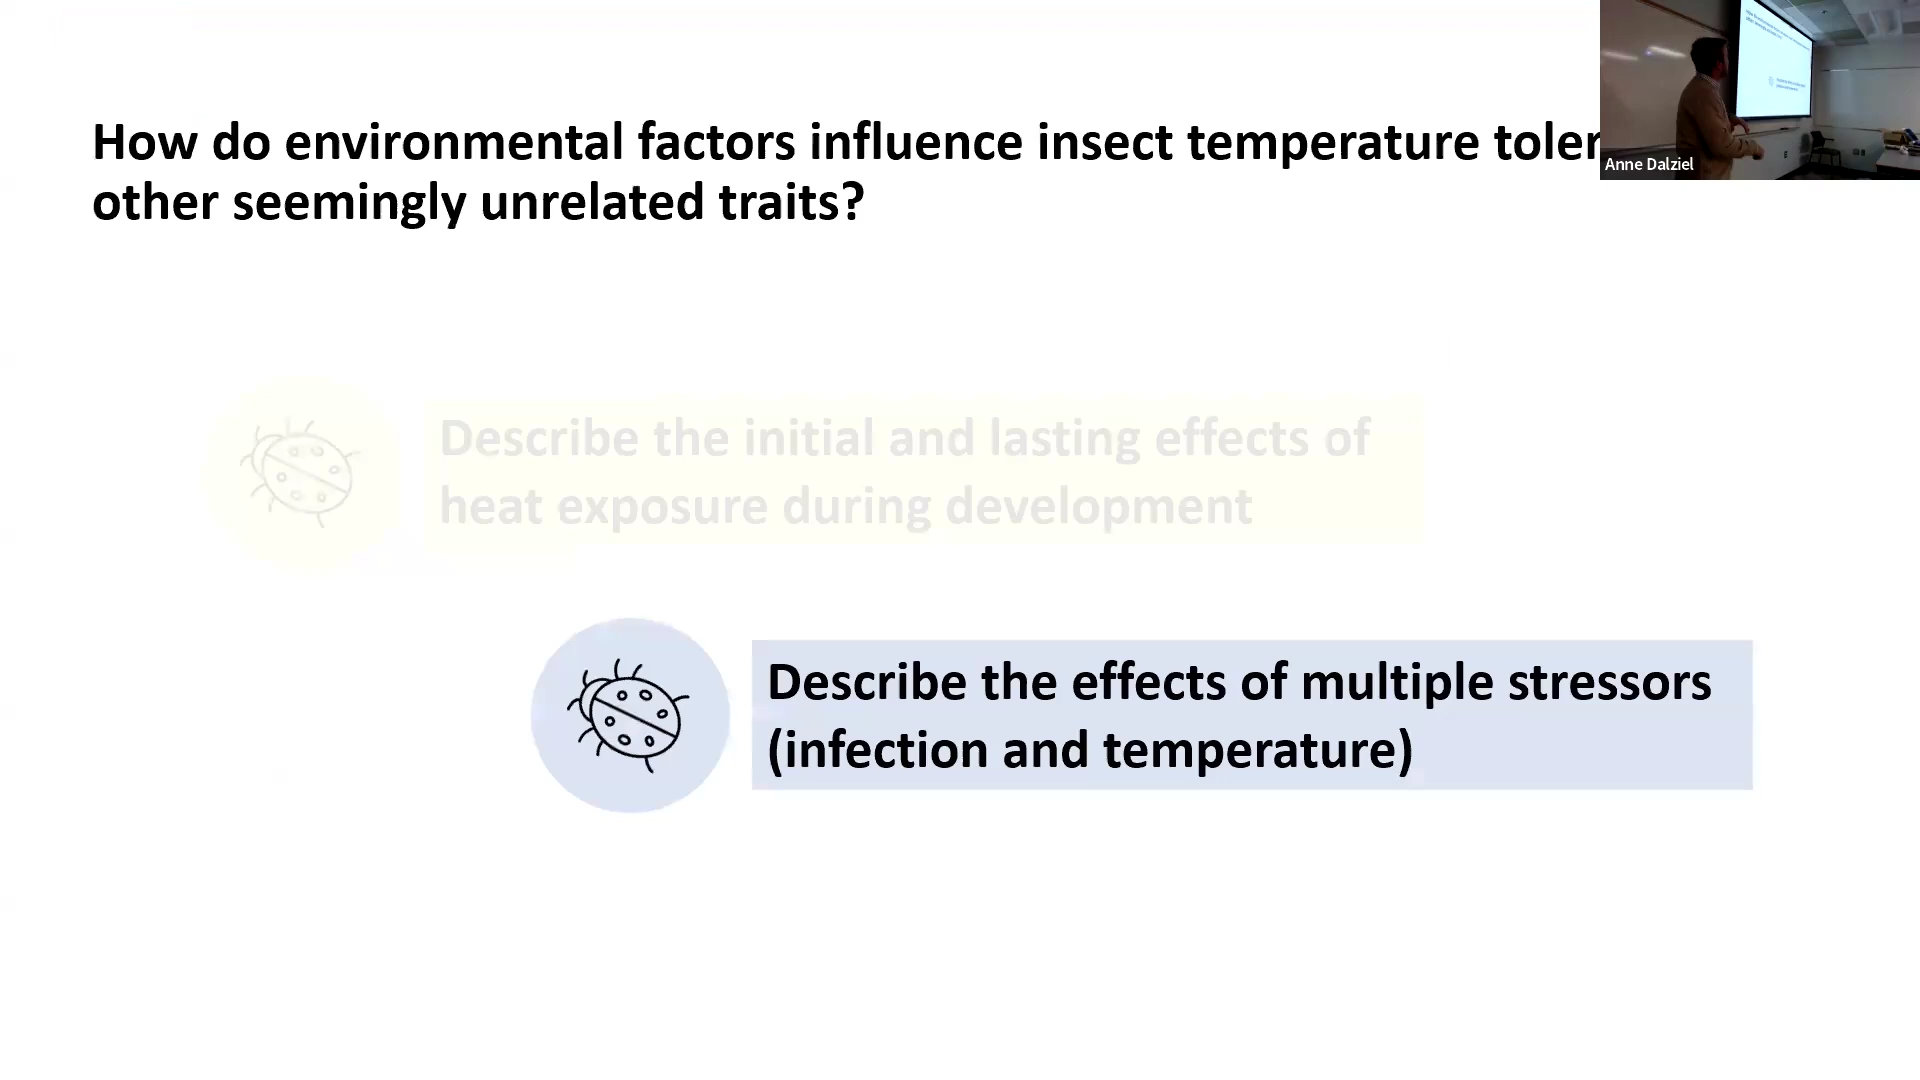 How do environmental factors influence insect temperature toler
other seemingly unrelated traits?
Anne Dalziel
Describe the initial and lasting effects of
heat exposure during development
Describe the effects of multiple stressors
(infection and temperature)